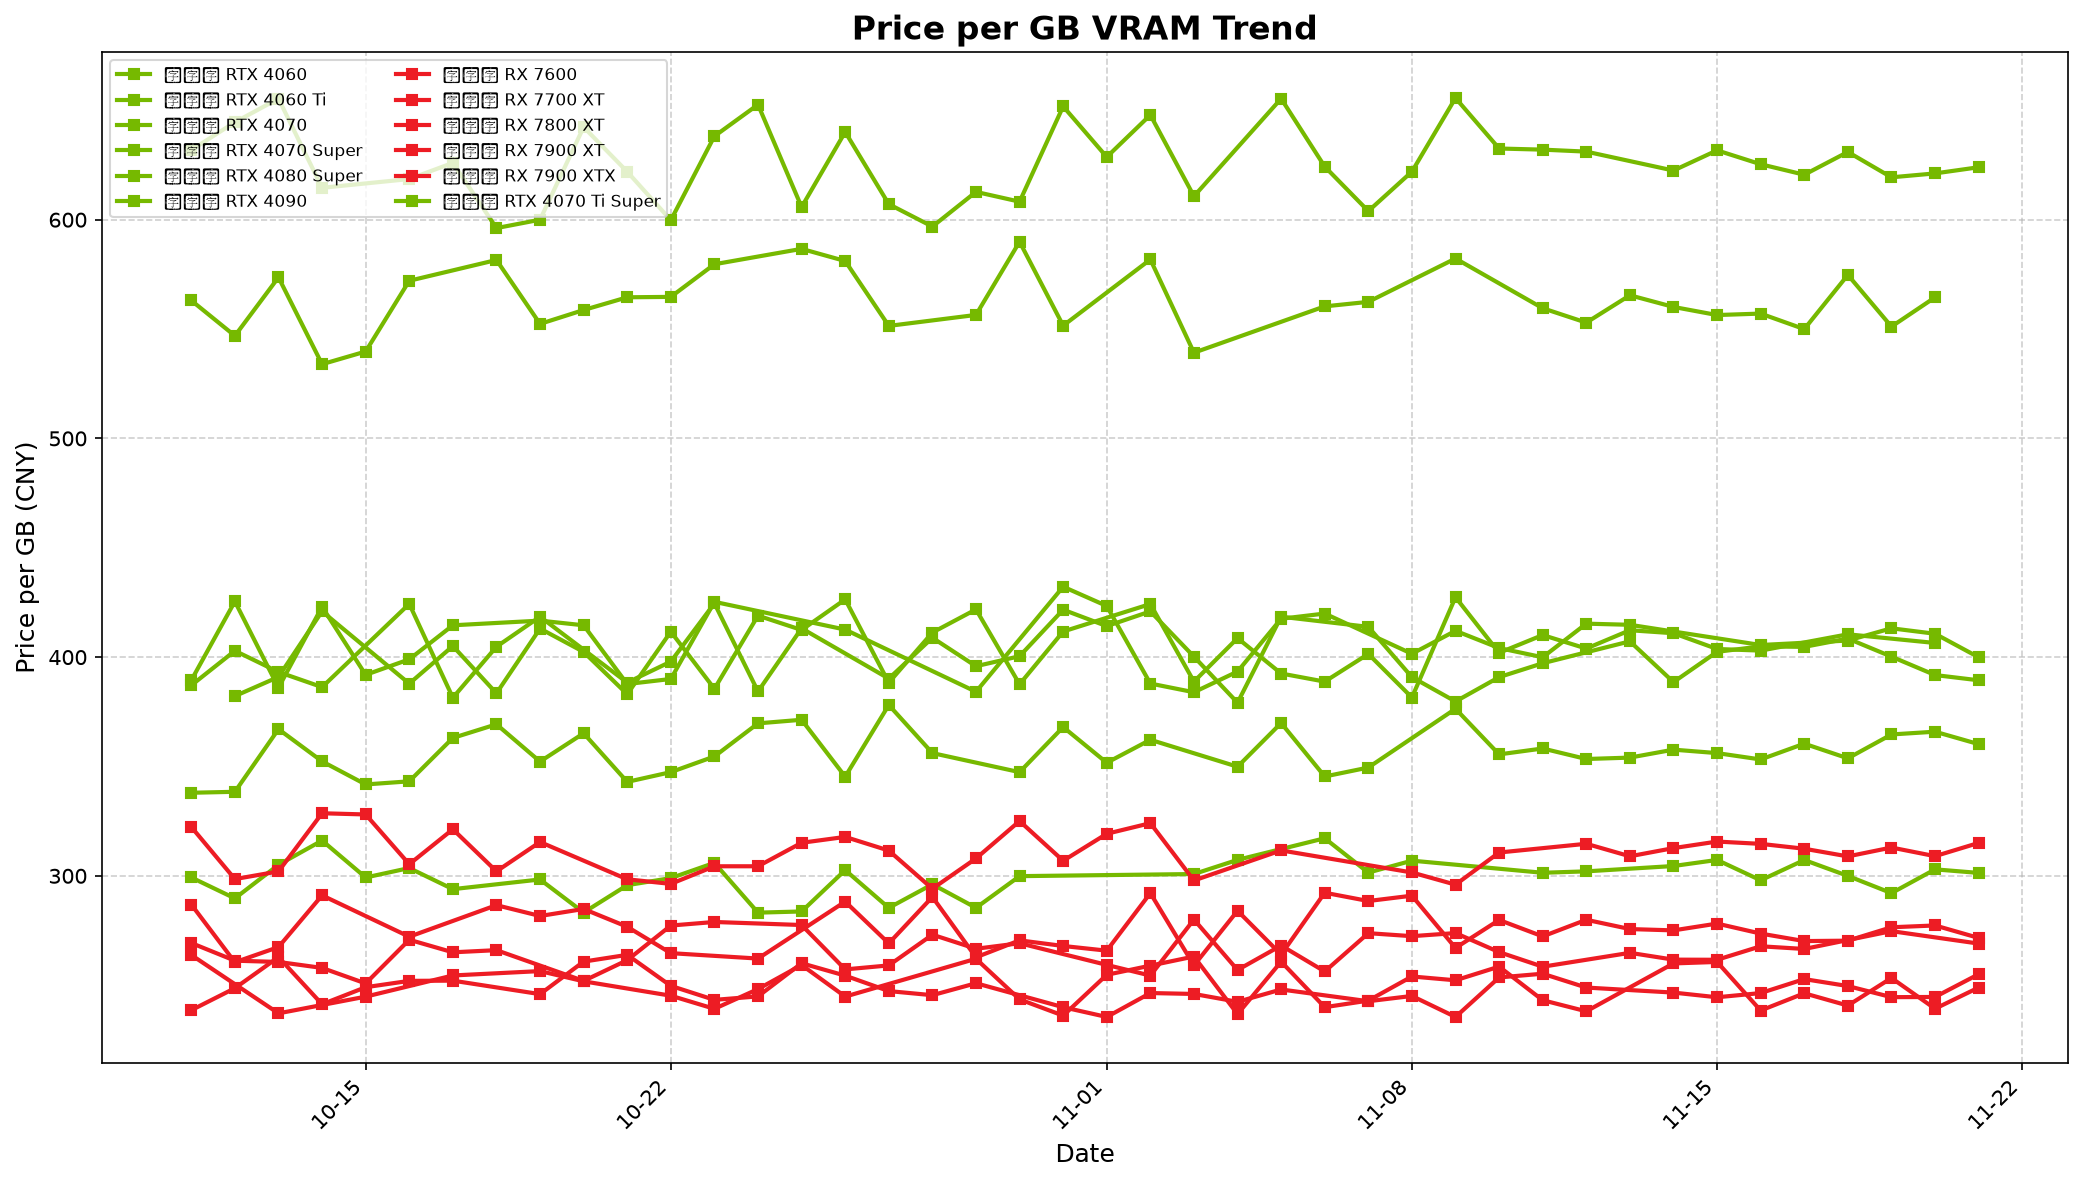 Price per GB VRAM Trend
RTX 4060
RTX 4060 Ti
RTX 4070
RTX 4070 Super
RTX 4080 Super
RTX 4090
RX 7600
RX 7700 XT
RX 7800 XT
RX 7900 XT
RX 7900 XTX
RTX 4070 Ti Super
Price per GB (CNY)
600
500
400
300
10-15
10-22
11-01
11-08
11-15
11-22
Date